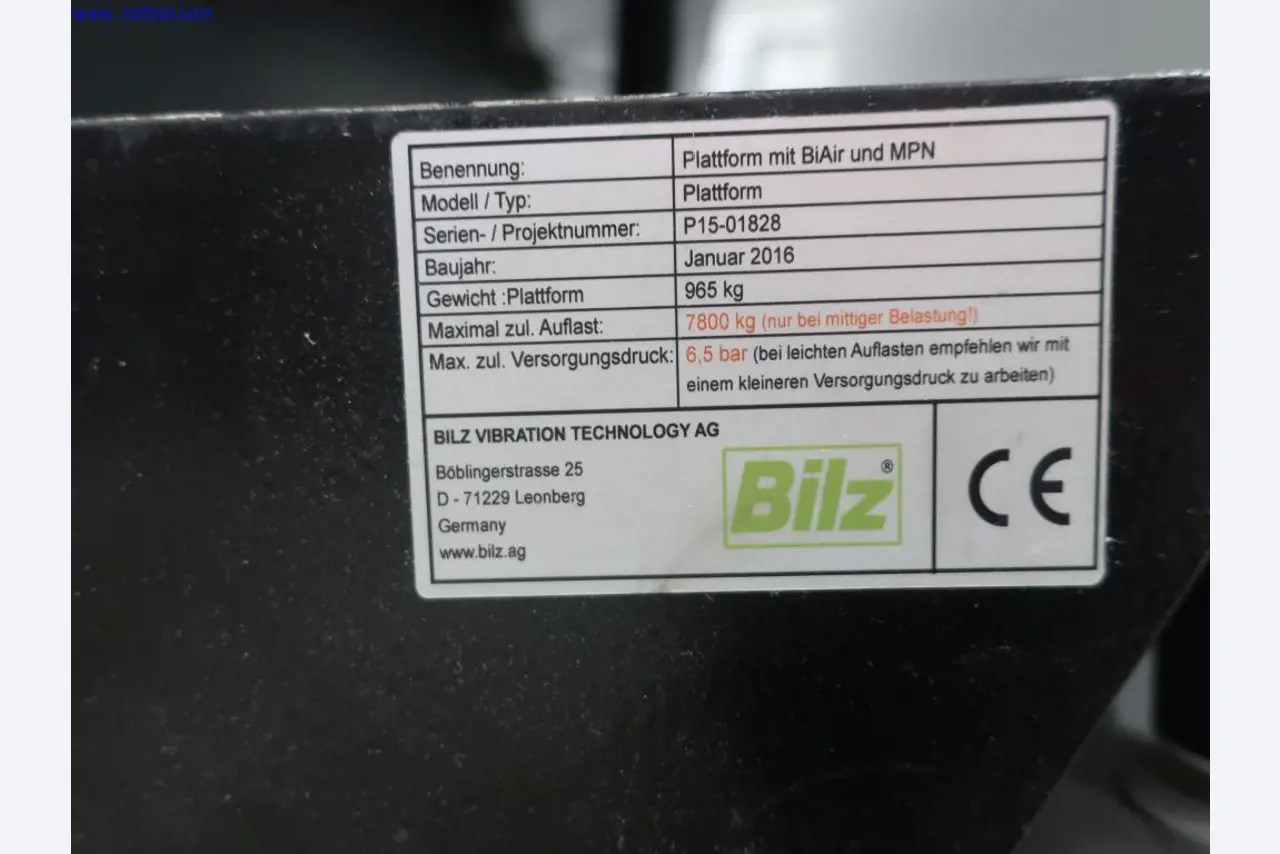 Benennung: Plattform mit BiAir und MPN
Modell / Typ: Plattform
Serien- / Projektnummer: P15-01828
Baujahr: Januar 2016
Gewicht :Plattform 965 kg
Maximal zul. Auflast: 7800 kg (nur bei mittiger Belastung!)
Max. zul. Versorgungsdruck: 6,5 bar (bei leichten Auflasten empfehlen wir mit
einem kleineren Versorgungsdruck zu arbeiten)
BILZ VIBRATION TECHNOLOGY AG
Böblingerstrasse 25
D - 71229 Leonberg
Germany
www.bilz.ag
Bilz®
CE